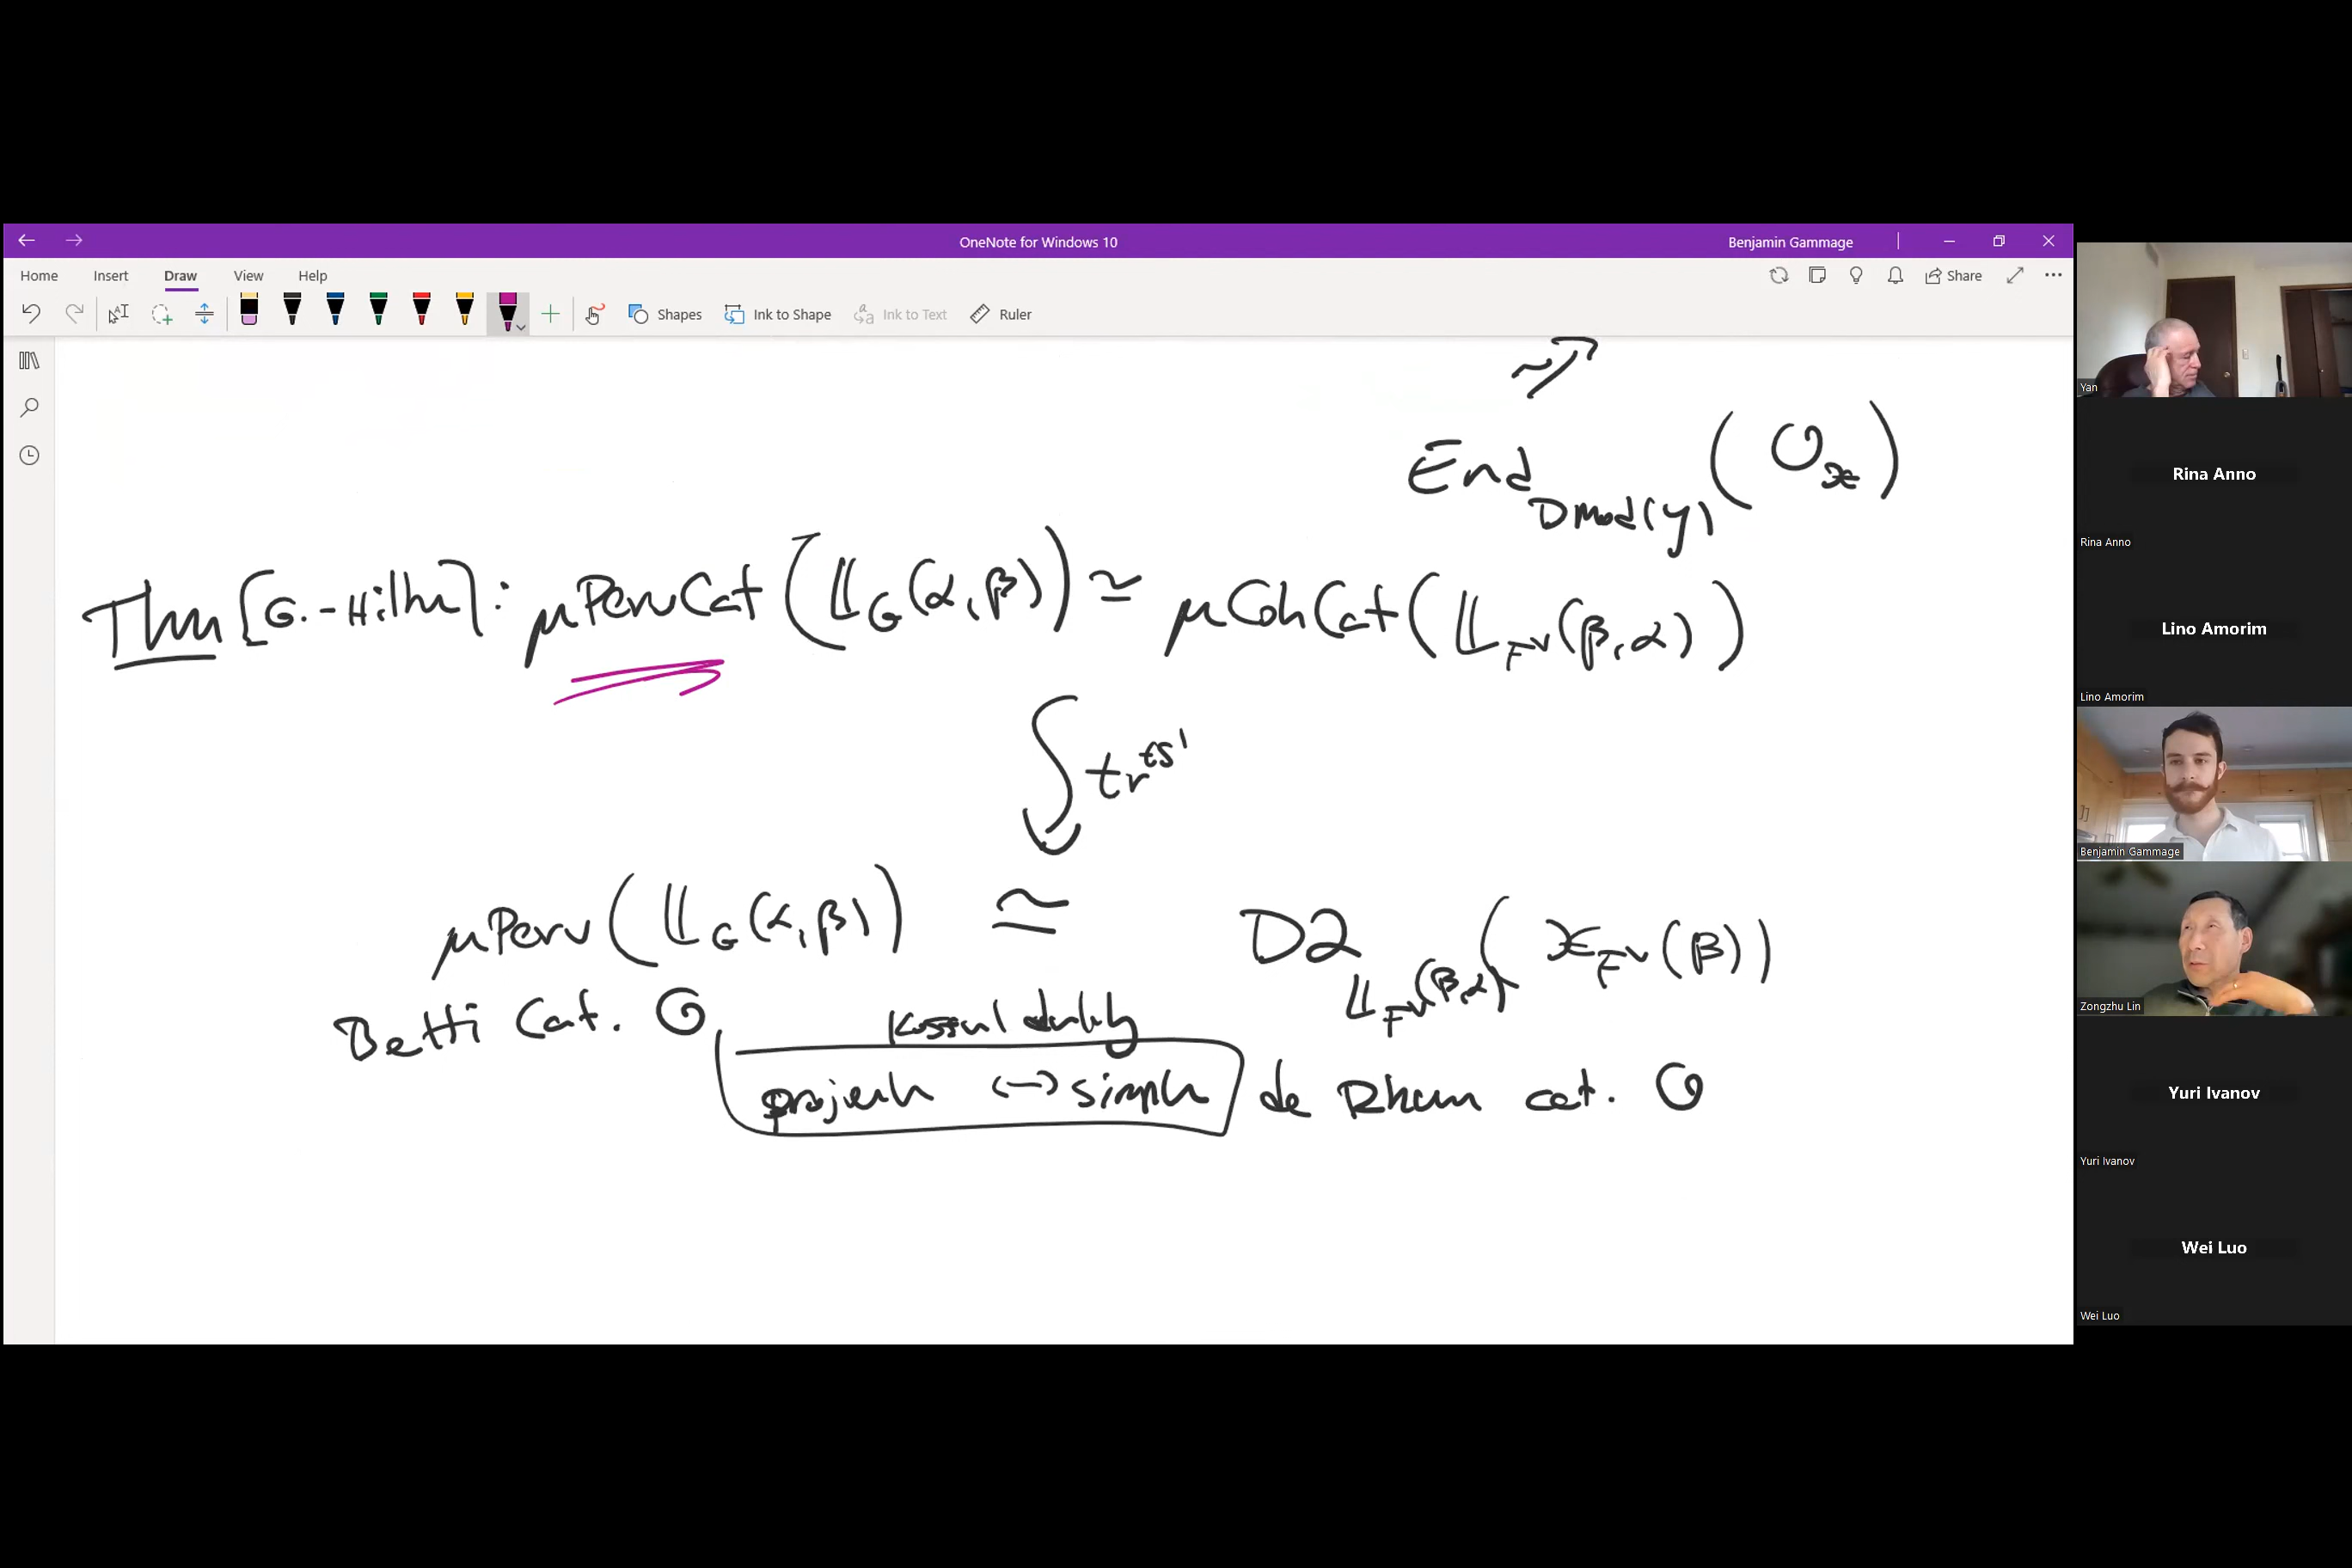 OneNote for Windows 10
Benjamin Gammage
Home Insert Draw View Help
Share
Shapes Ink to Shape Ink to Text Ruler
End_{Dmod(Y)} (O_X)
Thm [G.-Hilburn]: μPervCat (𝕃_G(α,β)) ≃ μCohCat (𝕃_{F^∨}(β,α))
tr^{tS^1}
μPerv (𝕃_G(α,β)) ≃ DQ_{𝕃_{F^∨}(β,α)} (X_{F^∨}(β))
Betti Cat. O
Koszul duality
projective ↔ simple
de Rham cat. O
Yan
Rina Anno
Rina Anno
Lino Amorim
Lino Amorim
Benjamin Gammage
Zongzhu Lin
Yuri Ivanov
Yuri Ivanov
Wei Luo
Wei Luo